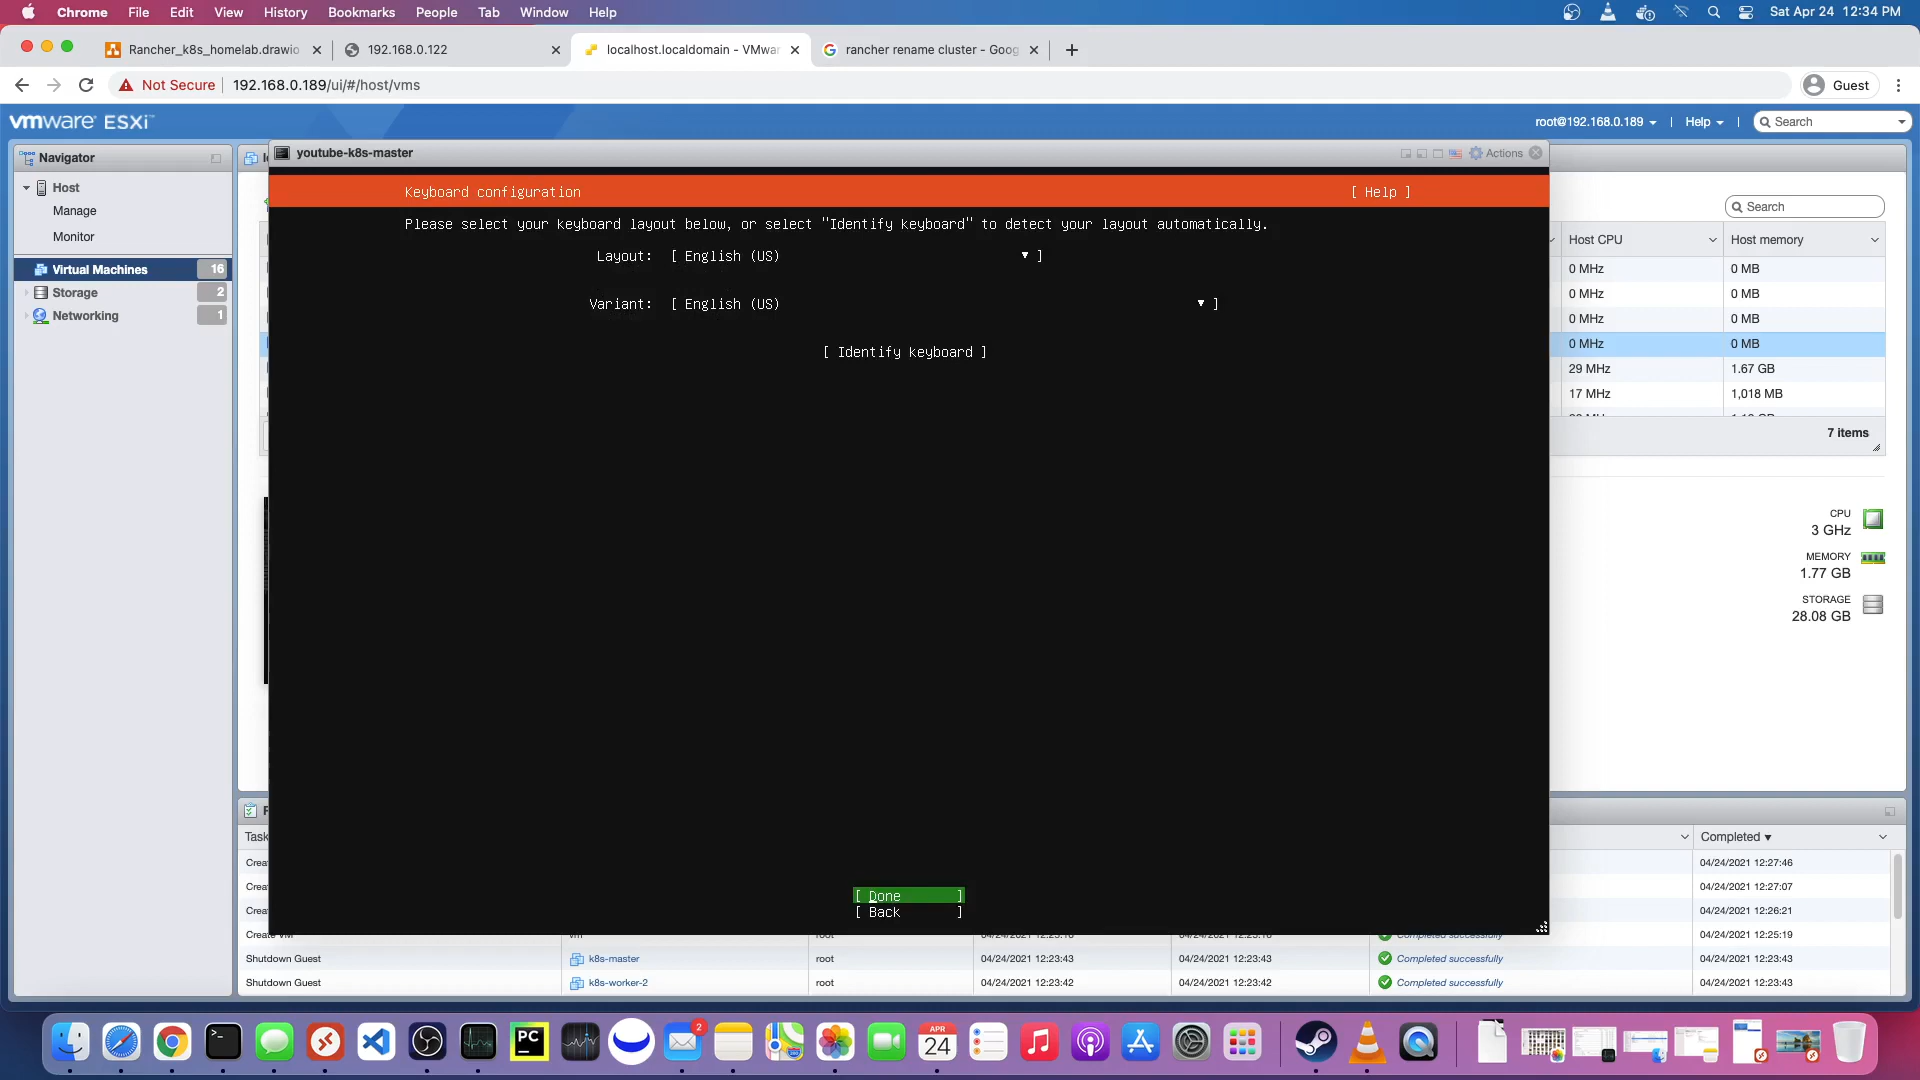 Chrome File Edit View History Bookmarks People Tab Window Help Sat Apr 24 12:34 PM
Rancher_k8s_homelab.drawio
192.168.0.122
localhost.localdomain - VMwar
rancher rename cluster - Goog
Not Secure 192.168.0.189/ui/#/host/vms Guest
vmware ESXi root@192.168.0.189 Help Search
Navigator
Host
Manage
Monitor
Virtual Machines 16
Storage 2
Networking 1
youtube-k8s-master Actions
Keyboard configuration [ Help ]
Please select your keyboard layout below, or select "Identify keyboard" to detect your layout automatically.
Layout: [ English (US) ▼ ]
Variant: [ English (US) ▼ ]
[ Identify keyboard ]
[ Done ]
[ Back ]
Search
Host CPU Host memory
0 MHz 0 MB
0 MHz 0 MB
0 MHz 0 MB
0 MHz 0 MB
29 MHz 1.67 GB
17 MHz 1,018 MB
7 items
CPU
3 GHz
MEMORY
1.77 GB
STORAGE
28.08 GB
Task Completed ▼
Crea 04/24/2021 12:27:46
Crea 04/24/2021 12:27:07
Crea 04/24/2021 12:26:21
Create VM 04/24/2021 12:25:19
Shutdown Guest k8s-master root 04/24/2021 12:23:43 04/24/2021 12:23:43 Completed successfully 04/24/2021 12:23:43
Shutdown Guest k8s-worker-2 root 04/24/2021 12:23:42 04/24/2021 12:23:42 Completed successfully 04/24/2021 12:23:43
PC
2
APR
24